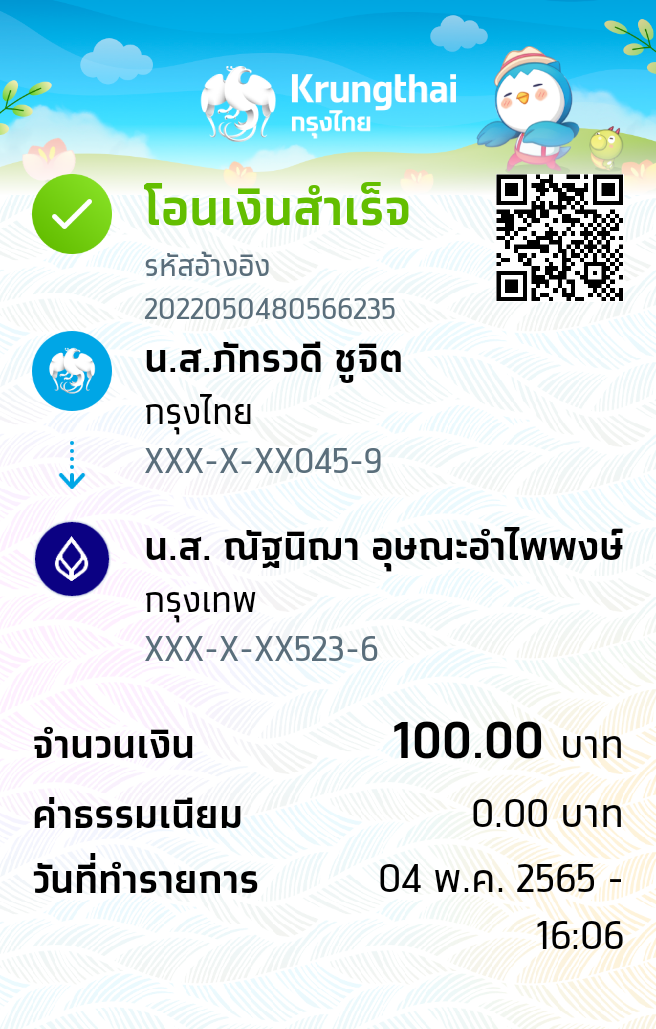 Krungthai
กรุงไทย
โอนเงินสำเร็จ
รหัสอ้างอิง
2022050480566235
น.ส.ภัทรวดี ชูจิต
กรุงไทย
XXX-X-XX045-9
น.ส. ณัฐนิฌา อุษณะอำไพพงษ์
กรุงเทพ
XXX-X-XX523-6
จำนวนเงิน 100.00 บาท
ค่าธรรมเนียม 0.00 บาท
วันที่ทำรายการ 04 พ.ค. 2565 -
16:06